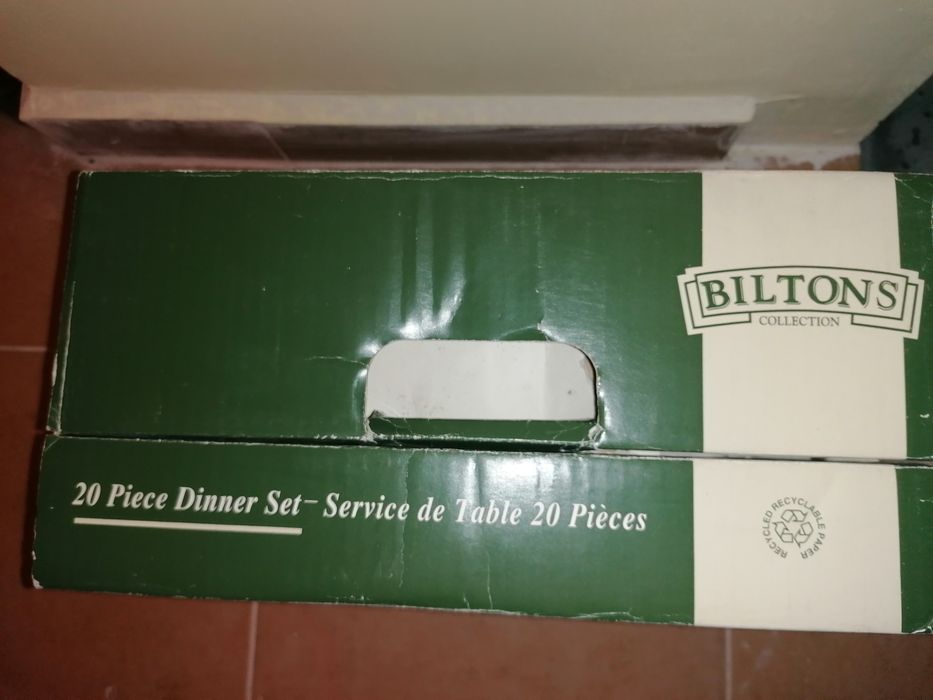 BILTONS
COLLECTION
20 Piece Dinner Set – Service de Table 20 Pièces
RECYCLED RECYCLABLE PAPER